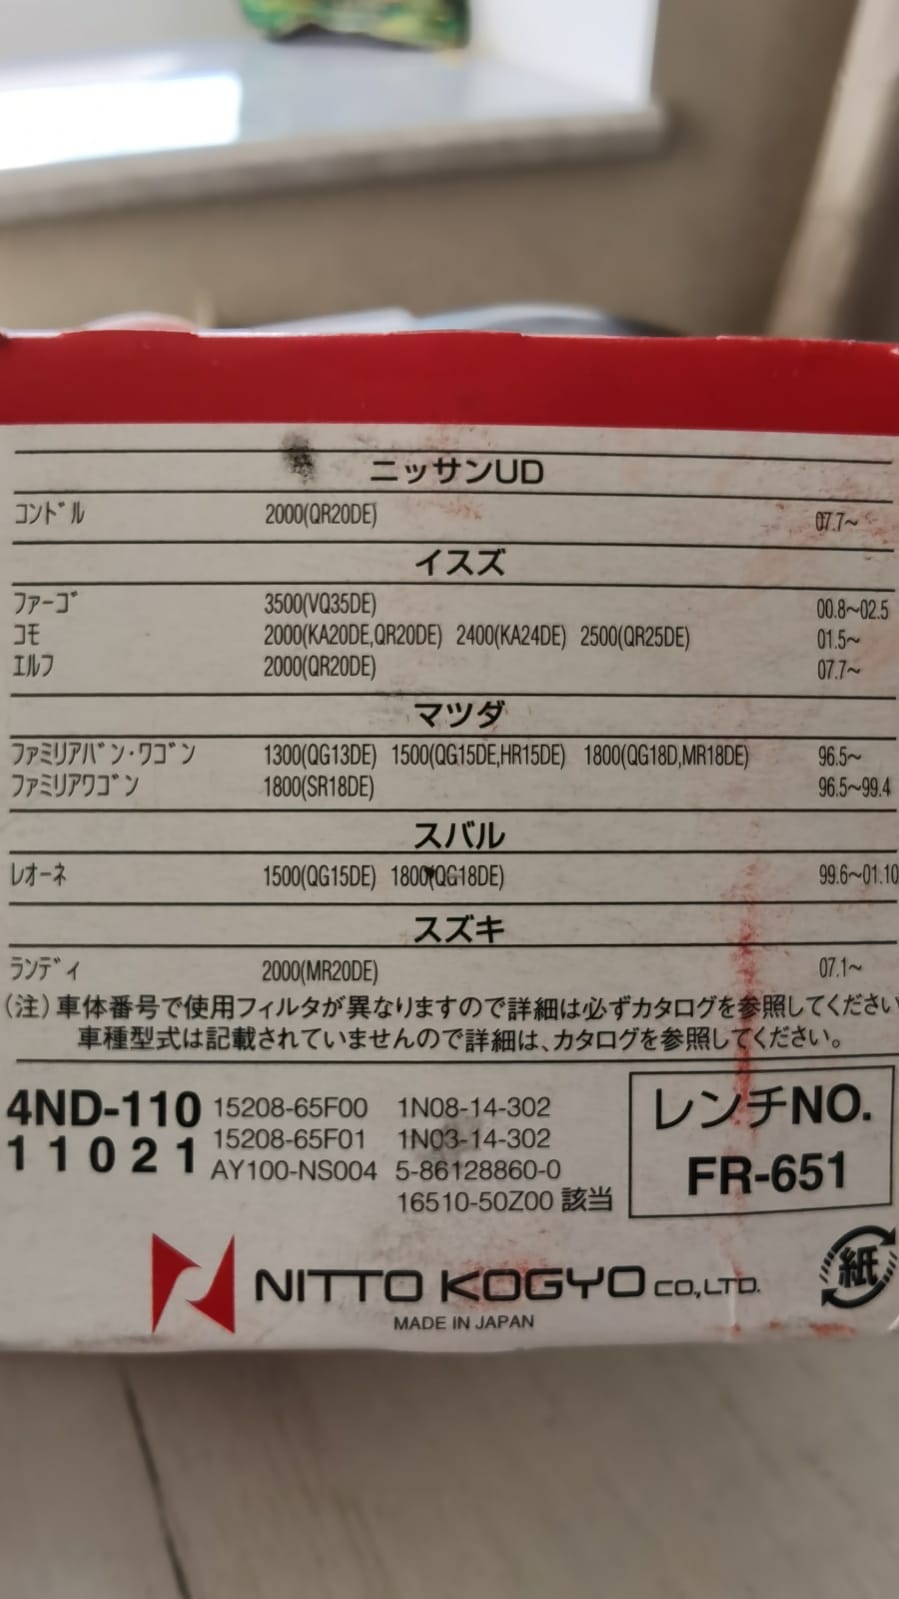 ニッサンUD
コンドル 2000(QR20DE) 07.7~
イスズ
ファーゴ 3500(VQ35DE) 00.8~02.5
コモ 2000(KA20DE,QR20DE) 2400(KA24DE) 2500(QR25DE) 01.5~
エルフ 2000(QR20DE) 07.7~
マツダ
ファミリアバン・ワゴン 1300(QG13DE) 1500(QG15DE,HR15DE) 1800(QG18D,MR18DE) 96.5~
ファミリアワゴン 1800(SR18DE) 96.5~99.4
スバル
レオーネ 1500(QG15DE) 1800(QG18DE) 99.6~01.10
スズキ
ランディ 2000(MR20DE) 07.1~
(注)車体番号で使用フィルタが異なりますので詳細は必ずカタログを参照してください
車種型式は記載されていませんので詳細は、カタログを参照してください。
4ND-110 15208-65F00 1N08-14-302
11021 15208-65F01 1N03-14-302
AY100-NS004 5-86128860-0
16510-50Z00 該当
レンチNO.
FR-651
NITTO KOGYO CO.,LTD.
MADE IN JAPAN
紙